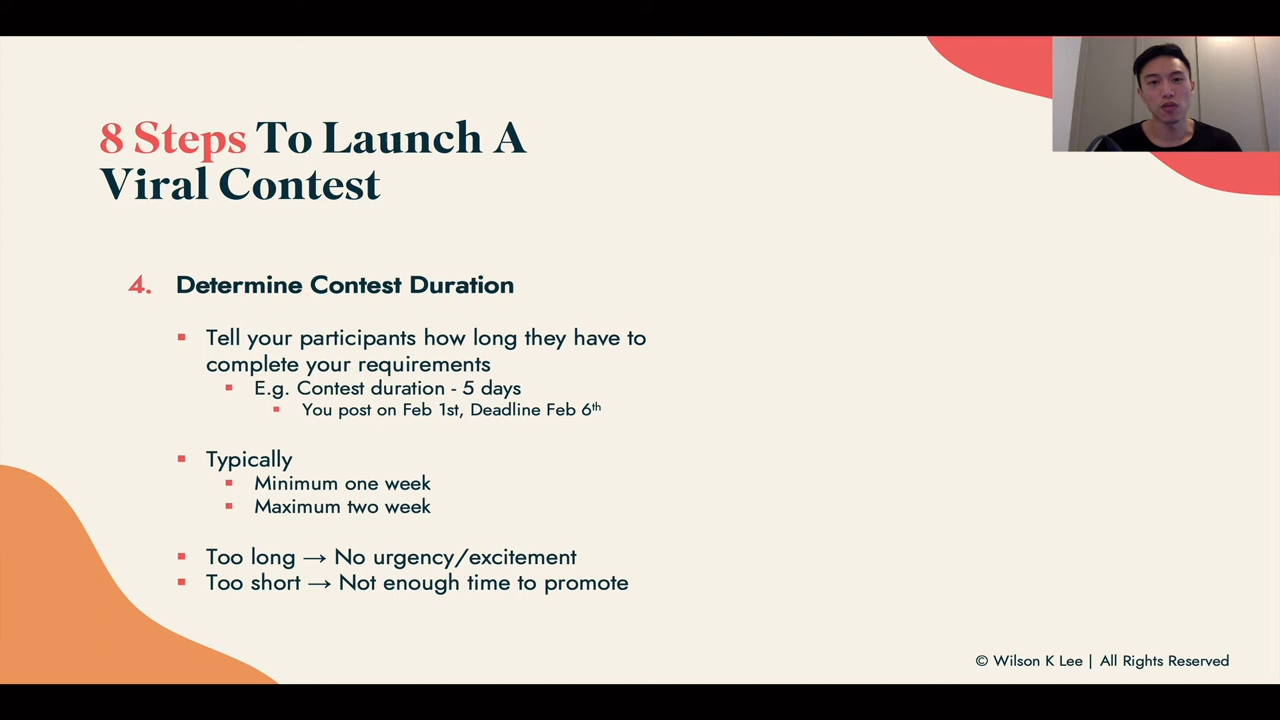 8 Steps To Launch A
Viral Contest
4. Determine Contest Duration
▪ Tell your participants how long they have to
complete your requirements
▪ E.g. Contest duration - 5 days
▪ You post on Feb 1st, Deadline Feb 6th
▪ Typically
▪ Minimum one week
▪ Maximum two week
▪ Too long → No urgency/excitement
▪ Too short → Not enough time to promote
© Wilson K Lee | All Rights Reserved